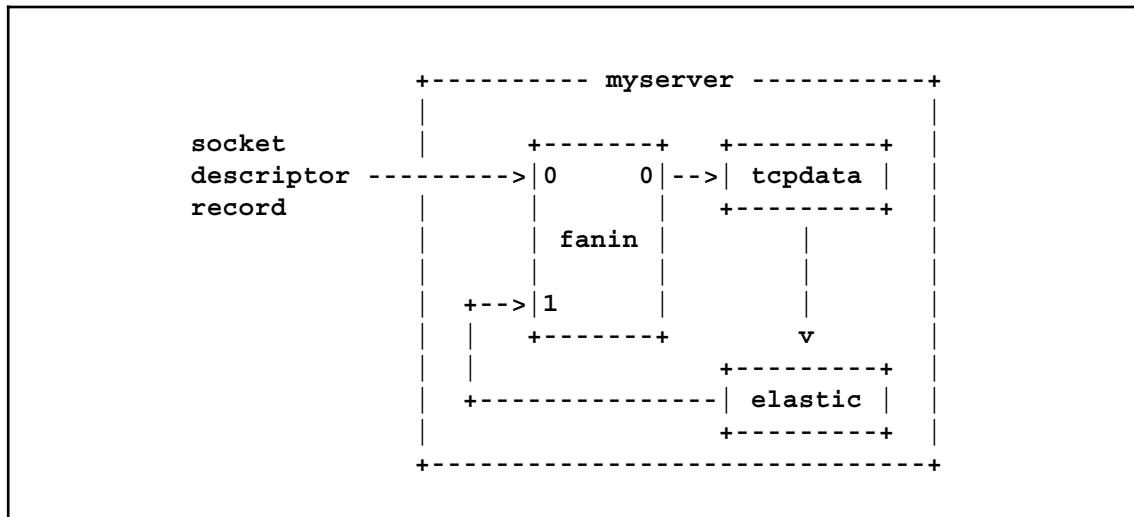 +---------- myserver -----------+
|                               |
socket        |      +-------+   +---------+  |
descriptor --------->|0     0|-->| tcpdata |  |
record        |      |       |   +---------+  |
|      | fanin |        |       |
|      |       |        |       |
|  +-->|1      |        |       |
|  |   +-------+        v       |
|  |               +---------+  |
|  +---------------| elastic |  |
|                  +---------+  |
+-------------------------------+